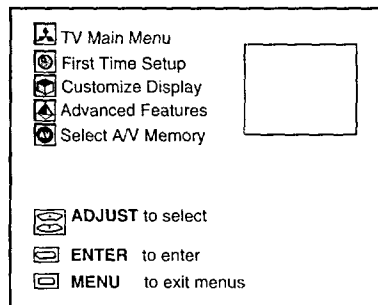 TV Main Menu
First Time Setup
Customize Display
Advanced Features
Select A/V Memory
ADJUST to select
ENTER to enter
MENU to exit menus